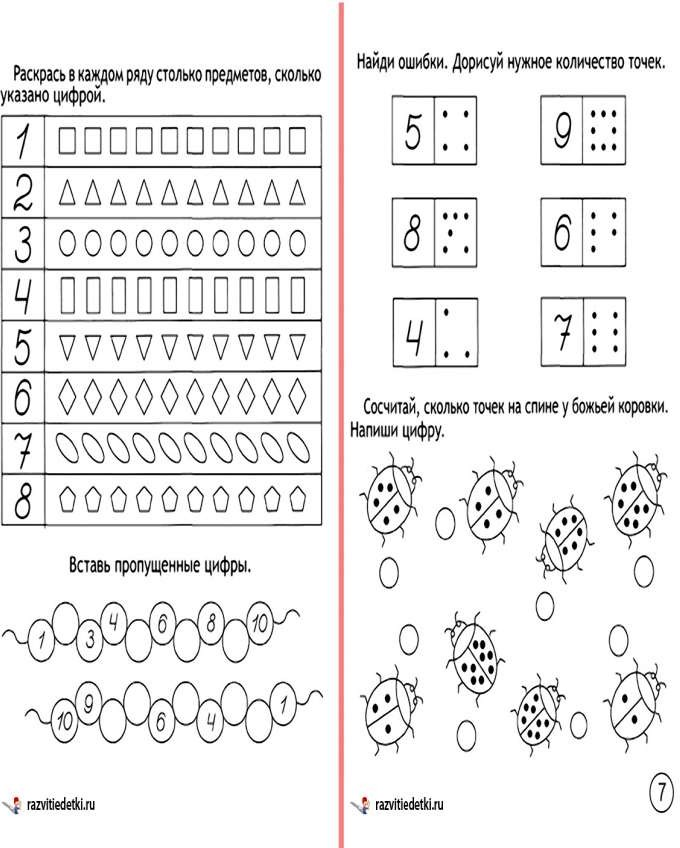 Раскрась в каждом ряду столько предметов, сколько
указано цифрой.
1
2
3
4
5
6
7
8
Вставь пропущенные цифры.
1 3 4 6 8 10
10 9 6 4 1
razvitiedetki.ru
Найди ошибки. Дорисуй нужное количество точек.
5 9
8 6
4 7
Сосчитай, сколько точек на спине у божьей коровки.
Напиши цифру.
razvitiedetki.ru
7